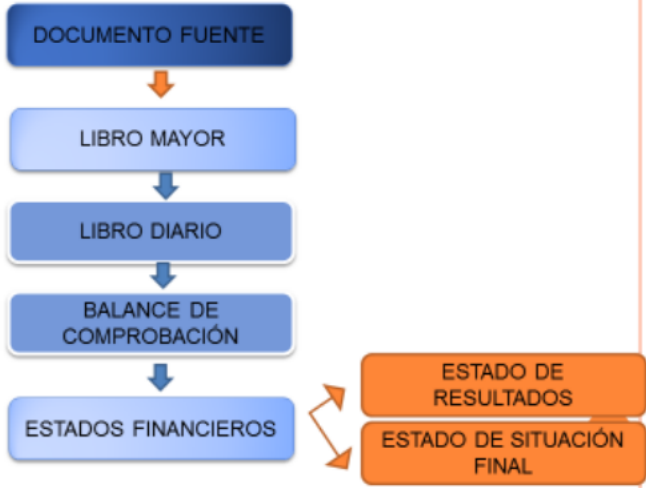 DOCUMENTO FUENTE
LIBRO MAYOR
LIBRO DIARIO
BALANCE DE
COMPROBACIÓN
ESTADOS FINANCIEROS
ESTADO DE
RESULTADOS
ESTADO DE SITUACIÓN
FINAL